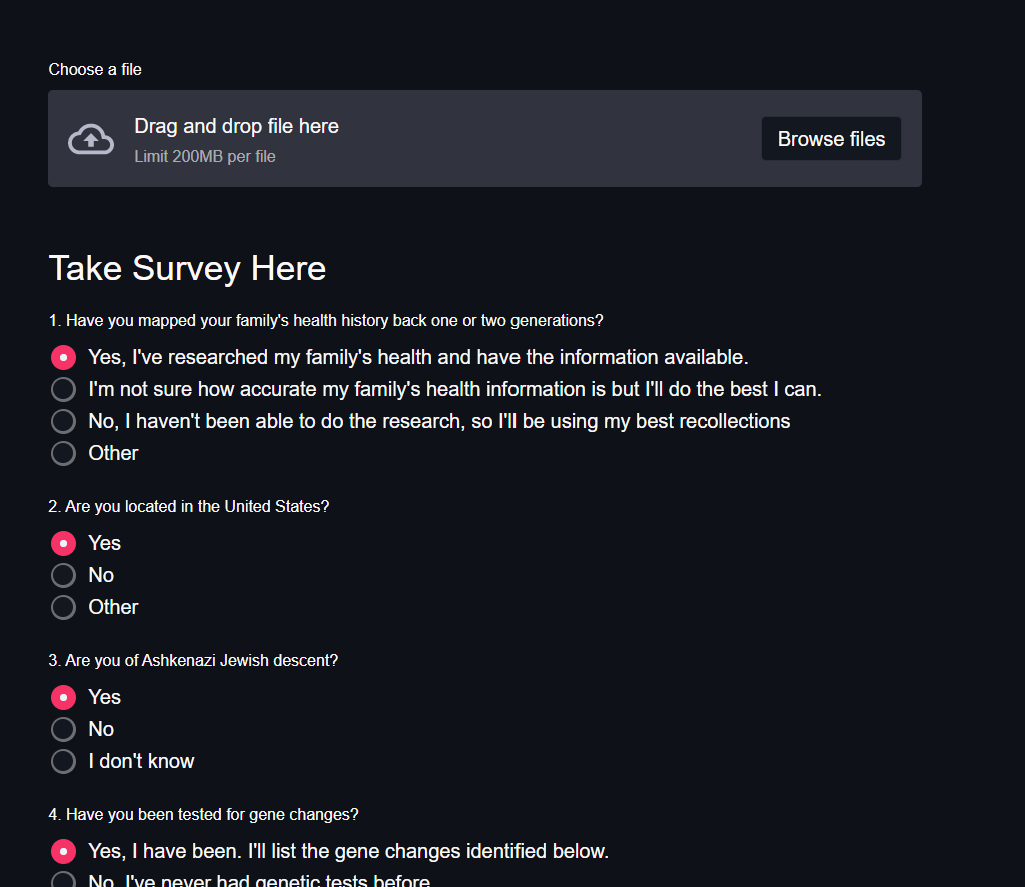 Choose a file
Drag and drop file here
Limit 200MB per file
Browse files
Take Survey Here
1. Have you mapped your family's health history back one or two generations?
Yes, I've researched my family's health and have the information available.
I'm not sure how accurate my family's health information is but I'll do the best I can.
No, I haven't been able to do the research, so I'll be using my best recollections
Other
2. Are you located in the United States?
Yes
No
Other
3. Are you of Ashkenazi Jewish descent?
Yes
No
I don't know
4. Have you been tested for gene changes?
Yes, I have been. I'll list the gene changes identified below.
No, I've never had genetic tests before